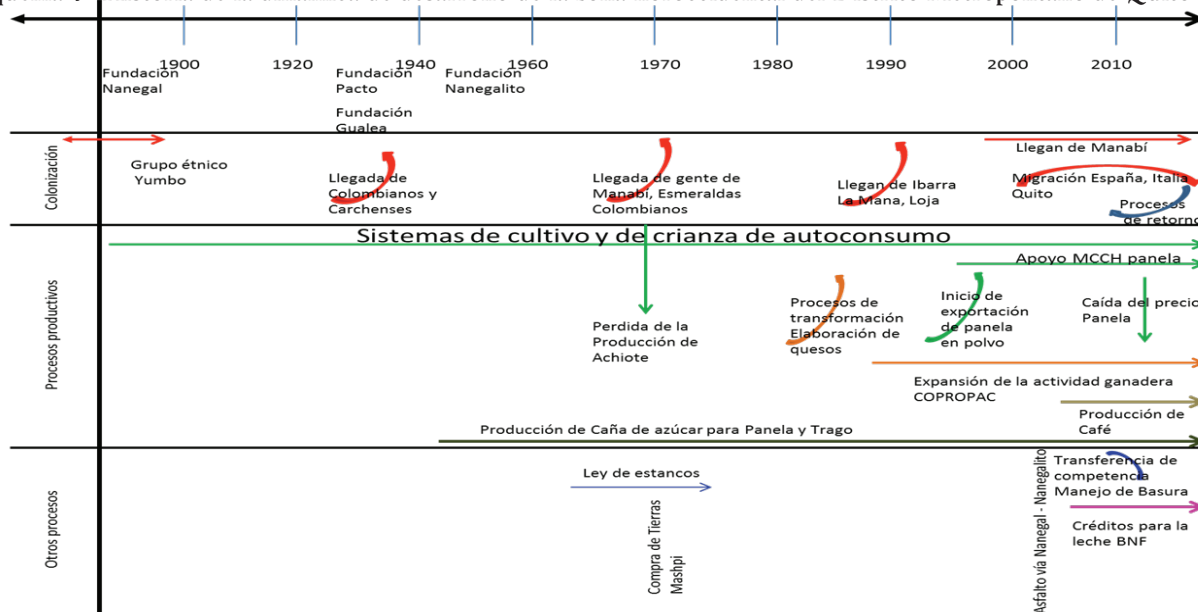 1900 1920 1940 1960 1970 1980 1990 2000 2010
Fundación
Nanegal
Fundación
Pacto
Fundación
Gualea
Fundación
Nanegalito
Colonización
Grupo étnico
Yumbo
Llegada de
Colombianos y
Carchenses
Llegada de gente de
Manabi, Esmeraldas
Colombianos
Llegan de Ibarra
La Mana, Loja
Llegan de Manabí
Migración España, Italia
Quito
Procesos
de retorno
Procesos productivos
Sistemas de cultivo y de crianza de autoconsumo
Apoyo MCCH panela
Perdida de la
Producción de
Achiote
Procesos de
transformación
Elaboración de
quesos
Inicio de
exportación
de panela
en polvo
Caída del precio
Panela
Expansión de la actividad ganadera
COPROPAC
Producción de
Café
Producción de Caña de azúcar para Panela y Trago
Otros procesos
Ley de estancos
Compra de Tierras
Mashpi
Asfalto vía Nanegal - Nanegalito
Transferencia de
competencia
Manejo de Basura
Créditos para la
leche BNF